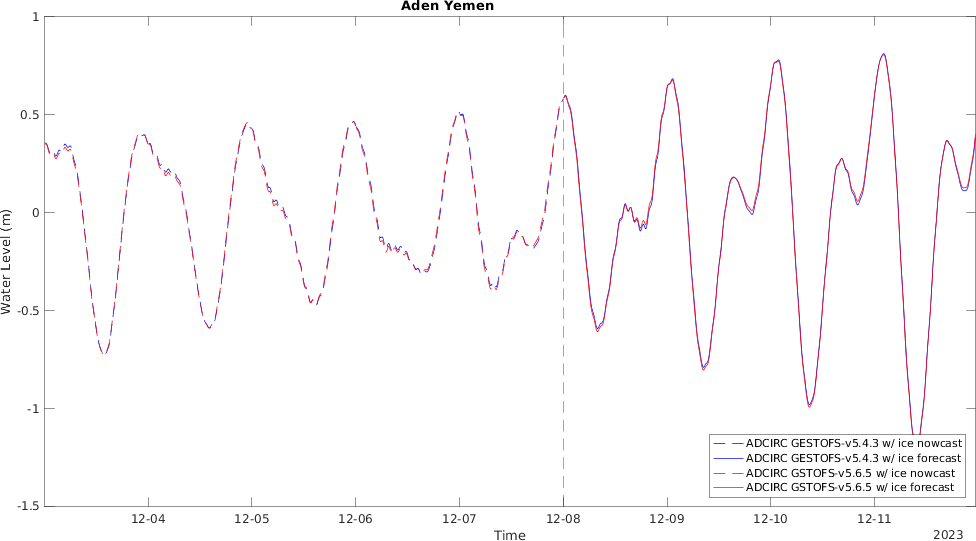 Aden Yemen
1
0.5
0
-0.5
-1
-1.5
Water Level (m)
ADCIRC GESTOFS-v5.4.3 w/ ice nowcast
ADCIRC GESTOFS-v5.4.3 w/ ice forecast
ADCIRC GSTOFS-v5.6.5 w/ ice nowcast
ADCIRC GSTOFS-v5.6.5 w/ ice forecast
12-04 12-05 12-06 12-07 12-08 12-09 12-10 12-11
Time
2023